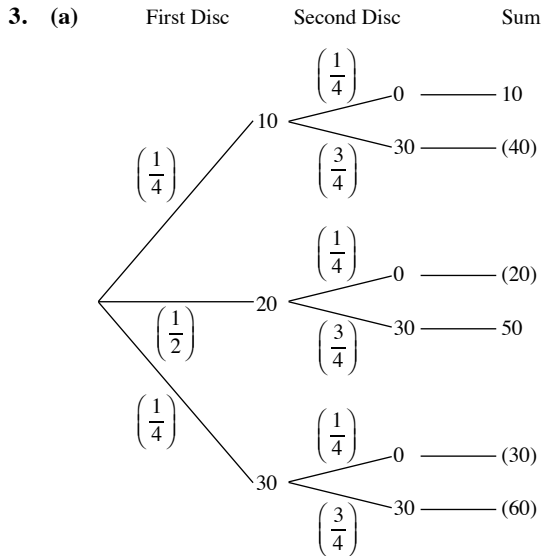 3. (a) First Disc Second Disc Sum
(1/4) 0 10
10
(3/4) 30 (40)
(1/4)
(1/4) 0 (20)
20
(1/2) (3/4) 30 50
(1/4)
(1/4) 0 (30)
30
(3/4) 30 (60)